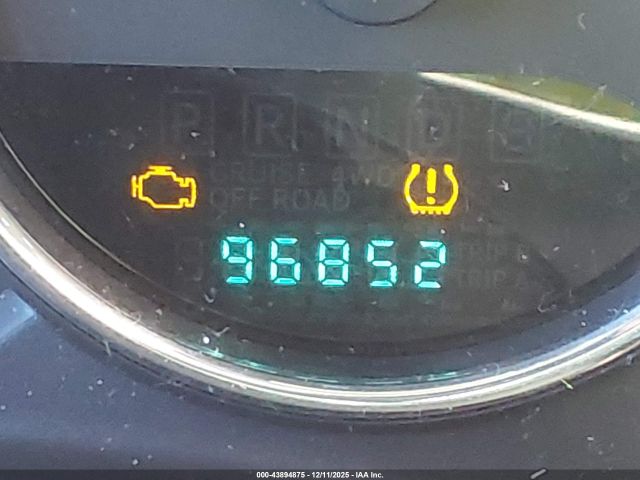 P R N D
CRUISE 4WD
OFF ROAD
96852
TRIP
TRIP
000-43894875 - 12/11/2025 - IAA Inc.